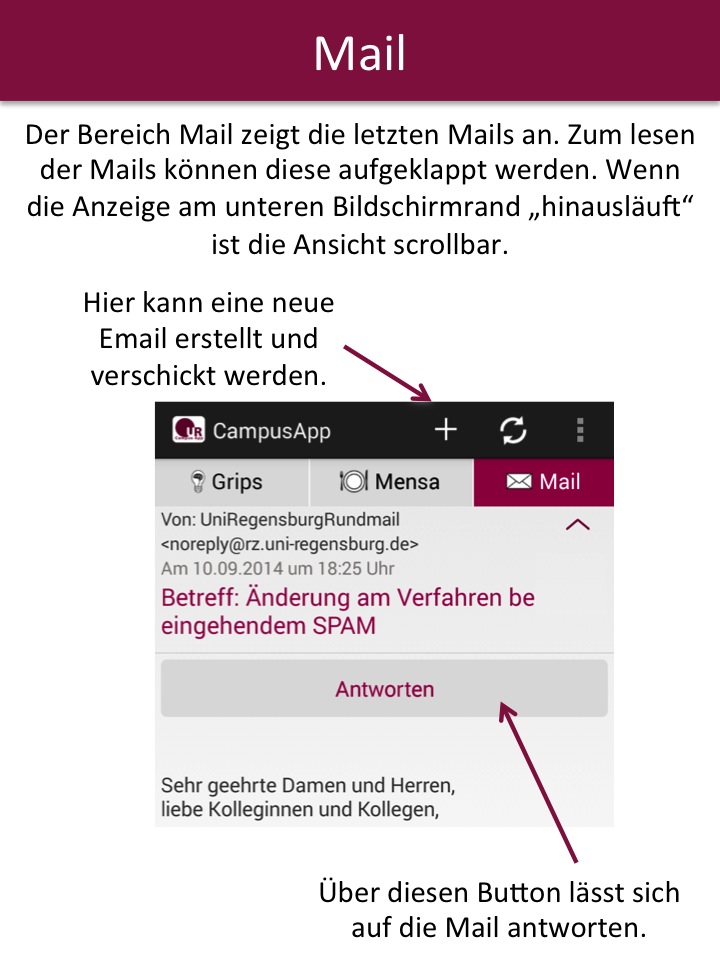 Mail
Der Bereich Mail zeigt die letzten Mails an. Zum lesen
der Mails können diese aufgeklappt werden. Wenn
die Anzeige am unteren Bildschirmrand „hinausläuft“
ist die Ansicht scrollbar.
Hier kann eine neue
Email erstellt und
verschickt werden.
UR
Campus-App
CampusApp
Grips
Mensa
Mail
Von: UniRegensburgRundmail
<noreply@rz.uni-regensburg.de>
Am 10.09.2014 um 18:25 Uhr
Betreff: Änderung am Verfahren be
eingehendem SPAM
Antworten
Sehr geehrte Damen und Herren,
liebe Kolleginnen und Kollegen,
Über diesen Button lässt sich
auf die Mail antworten.